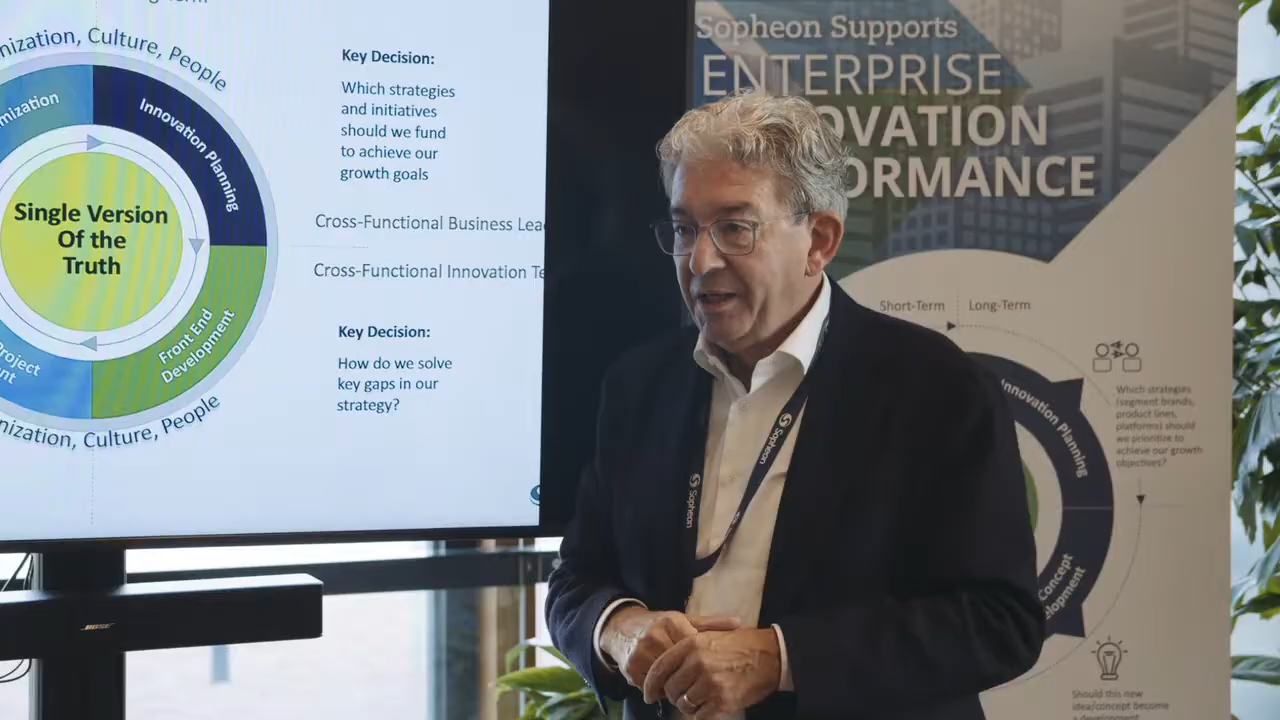 nization, Culture, People
mization
Innovation Planning
Single Version
Of the
Truth
Front End
Development
Project
nt
nization, Culture, People
Key Decision:
Which strategies
and initiatives
should we fund
to achieve our
growth goals
Cross-Functional Business Lea
Cross-Functional Innovation Te
Key Decision:
How do we solve
key gaps in our
strategy?
BOSE
Sopheon Supports
ENTERPRISE
OVATION
ORMANCE
Short-Term
Long-Term
Innovation Planning
Which strategies
(segment brands,
product lines,
platforms) should
we prioritize to
achieve our growth
objectives?
Concept
elopment
Should this new
idea/concept become
a development
Sopheon
Sopheon